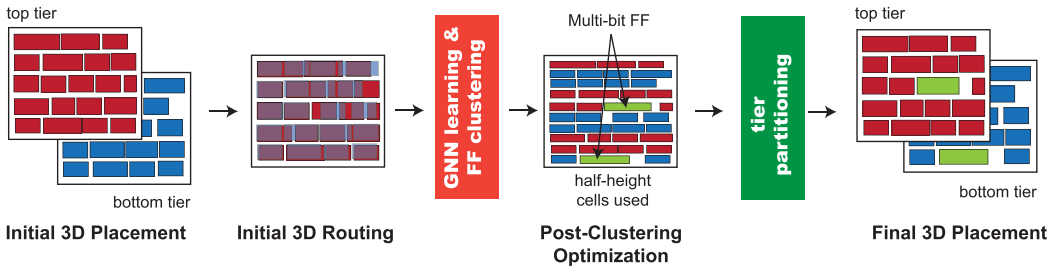 top tier
bottom tier
Initial 3D Placement
Initial 3D Routing
GNN learning &
FF clustering
Multi-bit FF
half-height
cells used
Post-Clustering
Optimization
tier
partitioning
top tier
bottom tier
Final 3D Placement